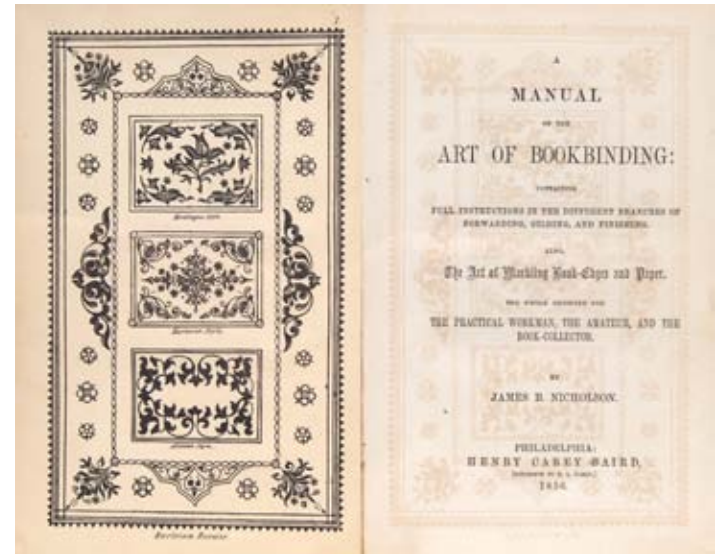 Harleian Style.
A
MANUAL
OF THE
ART OF BOOKBINDING:
CONTAINING
FULL INSTRUCTIONS IN THE DIFFERENT BRANCHES OF
FORWARDING, GILDING, AND FINISHING.
ALSO,
The Art of Marbling Book-Edges and Paper.
THE WHOLE DESIGNED FOR
THE PRACTICAL WORKMAN, THE AMATEUR, AND THE
BOOK-COLLECTOR.
BY
JAMES B. NICHOLSON.
PHILADELPHIA:
HENRY CAREY BAIRD,
1856.